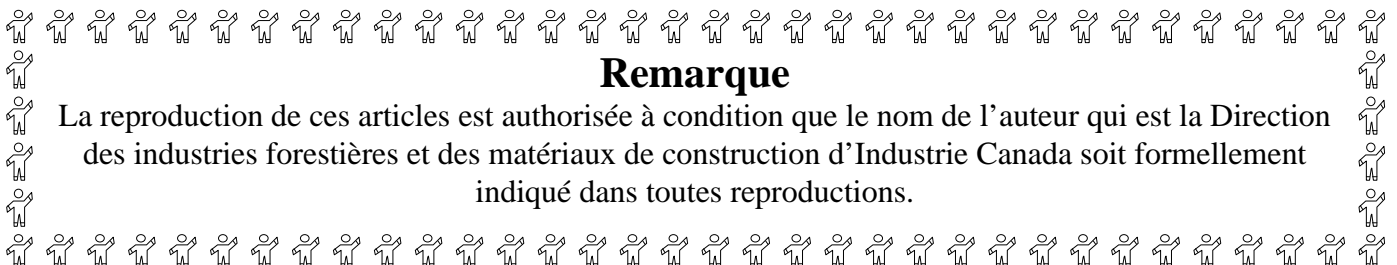 Remarque
La reproduction de ces articles est authorisée à condition que le nom de l’auteur qui est la Direction
des industries forestières et des matériaux de construction d’Industrie Canada soit formellement
indiqué dans toutes reproductions.